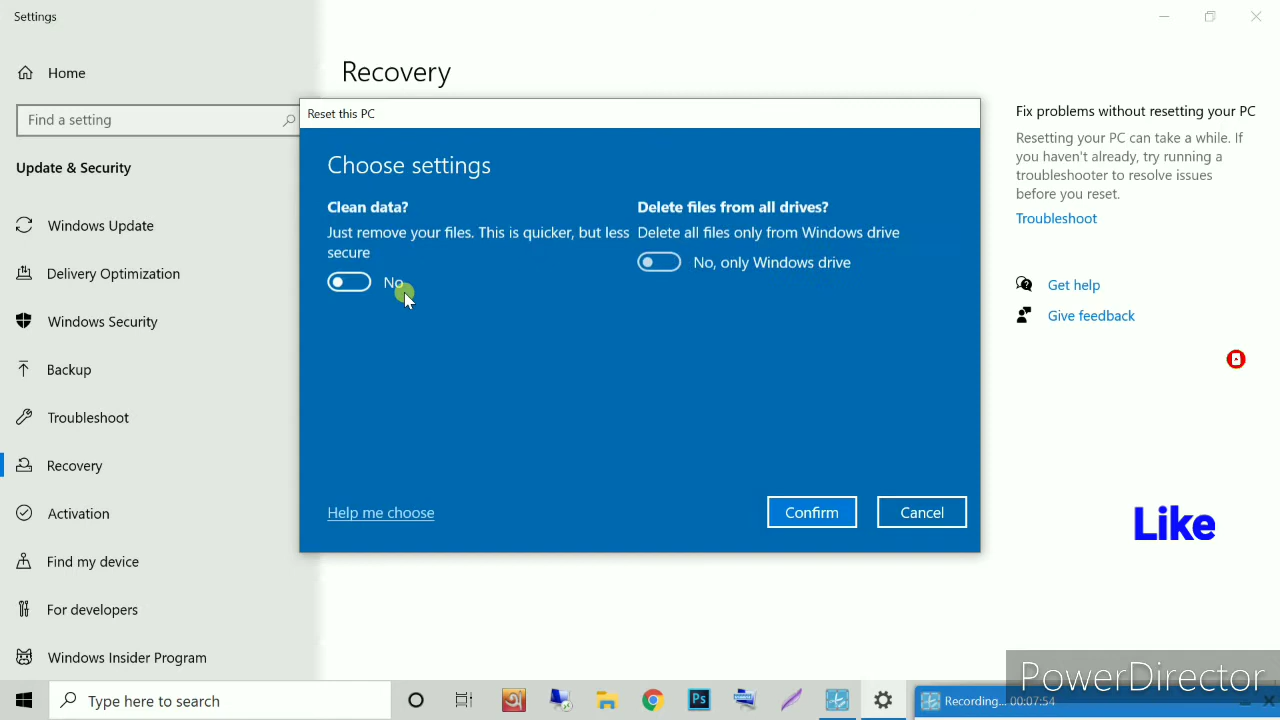 Settings
Home
Find a setting
Update & Security
Windows Update
Delivery Optimization
Windows Security
Backup
Troubleshoot
Recovery
Activation
Find my device
For developers
Windows Insider Program
Recovery
Reset this PC
Choose settings
Clean data?
Just remove your files. This is quicker, but less
secure
No
Delete files from all drives?
Delete all files only from Windows drive
No, only Windows drive
Help me choose
Confirm
Cancel
Fix problems without resetting your PC
Resetting your PC can take a while. If
you haven't already, try running a
troubleshooter to resolve issues
before you reset.
Troubleshoot
Get help
Give feedback
Like
PowerDirector
Type here to search
Ps
Recording... 00:07:54